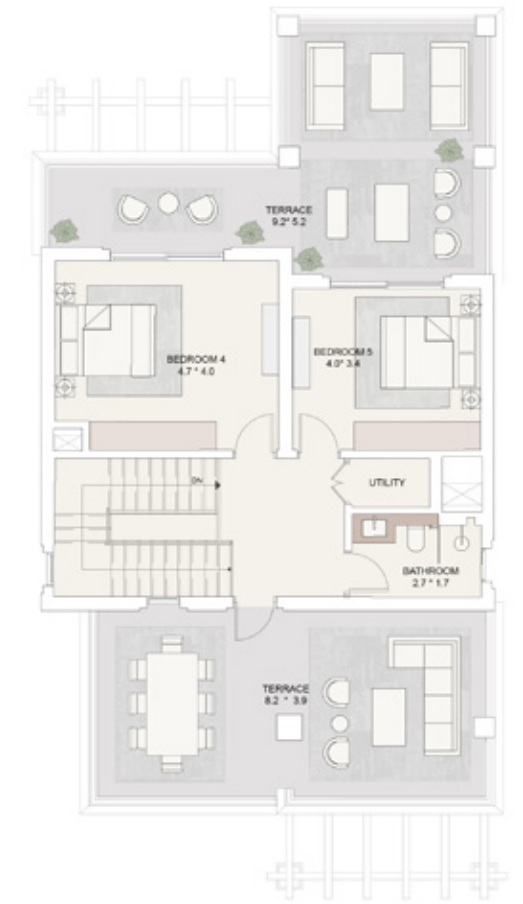 TERRACE
9.2* 5.2
BEDROOM 4
4.7 * 4.0
BEDROOM 5
4.0* 3.4
DN
UTILITY
BATHROOM
2.7 * 1.7
TERRACE
8.2 * 3.9